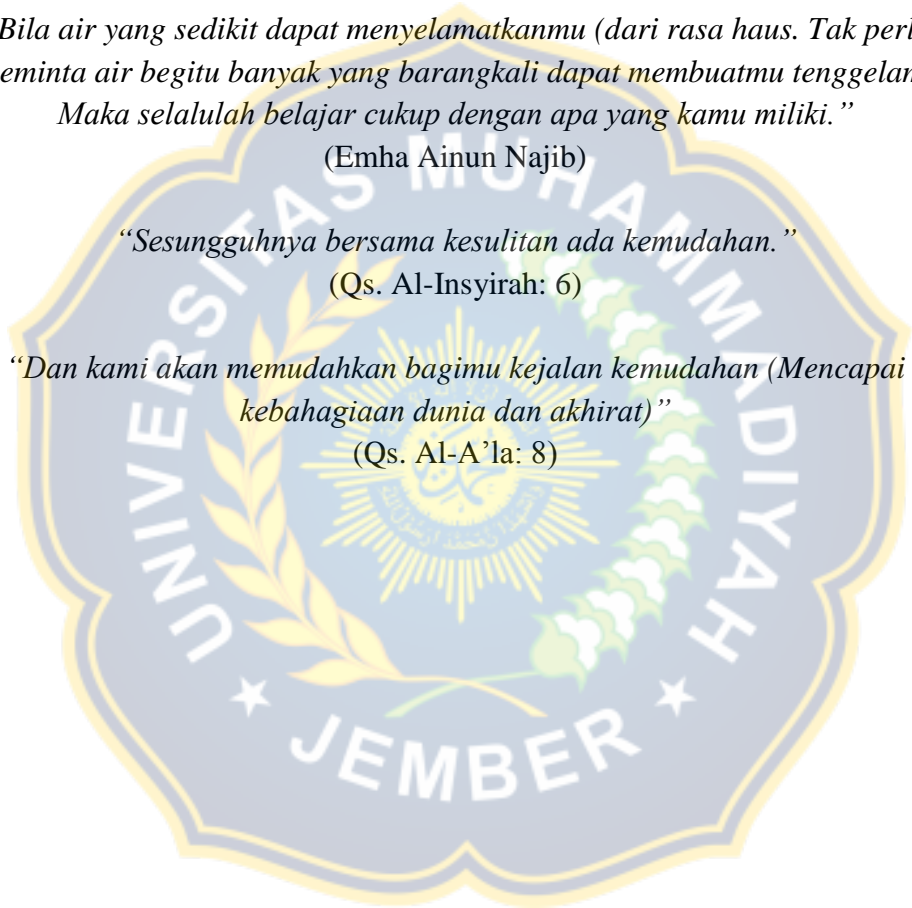 Bila air yang sedikit dapat menyelamatkanmu (dari rasa haus. Tak perl
eminta air begitu banyak yang barangkali dapat membuatmu tenggelam
Maka selalulah belajar cukup dengan apa yang kamu miliki.”
(Emha Ainun Najib)
“Sesungguhnya bersama kesulitan ada kemudahan.”
(Qs. Al-Insyirah: 6)
“Dan kami akan memudahkan bagimu kejalan kemudahan (Mencapai
kebahagiaan dunia dan akhirat)”
(Qs. Al-A’la: 8)
UNIVERSITAS MUHAMMADIYAH
JEMBER